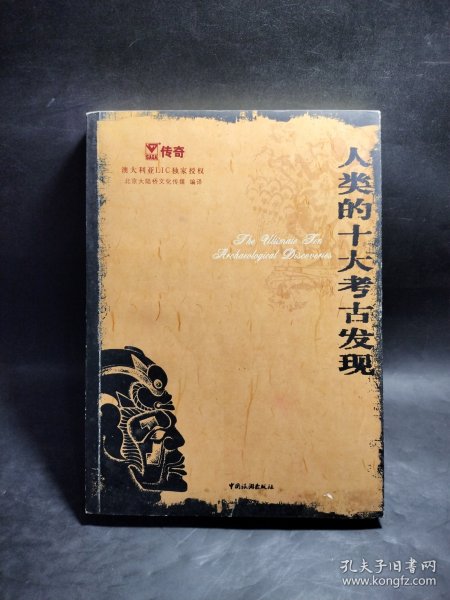 传奇
澳大利亚LIC独家授权
北京大陆桥文化传媒 编译
人类的十大考古发现
The Ultimate Ten
Archaeological Discoveries
中国旅游出版社
孔夫子旧书网
www.kongfz.com